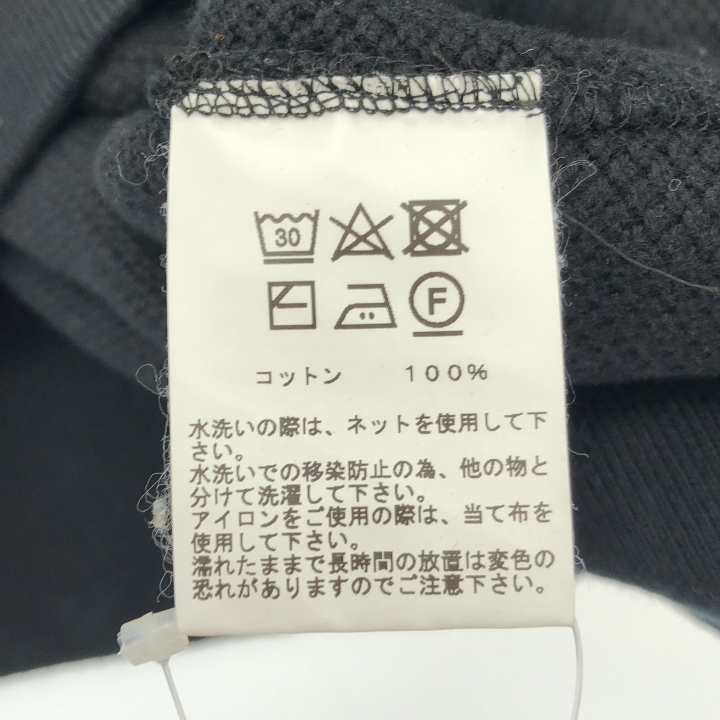 30
F
コットン　100%
水洗いの際は、ネットを使用して下
さい。
水洗いでの移染防止の為、他の物と
分けて洗濯して下さい。
アイロンをご使用の際は、当て布を
使用して下さい。
濡れたままで長時間の放置は変色の
恐れがありますのでご注意下さい。